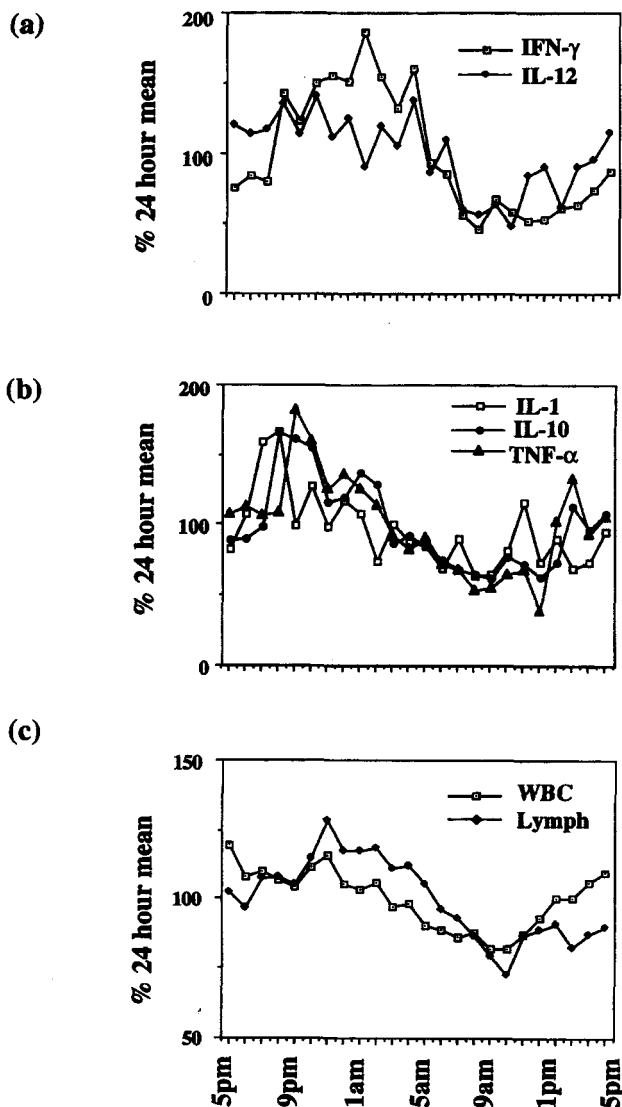 (a)
200
100
0
% 24 hour mean
IFN-γ
IL-12
(b)
200
100
0
% 24 hour mean
IL-1
IL-10
TNF-α
(c)
150
100
50
% 24 hour mean
WBC
Lymph
5pm
9pm
1am
5am
9am
1pm
5pm